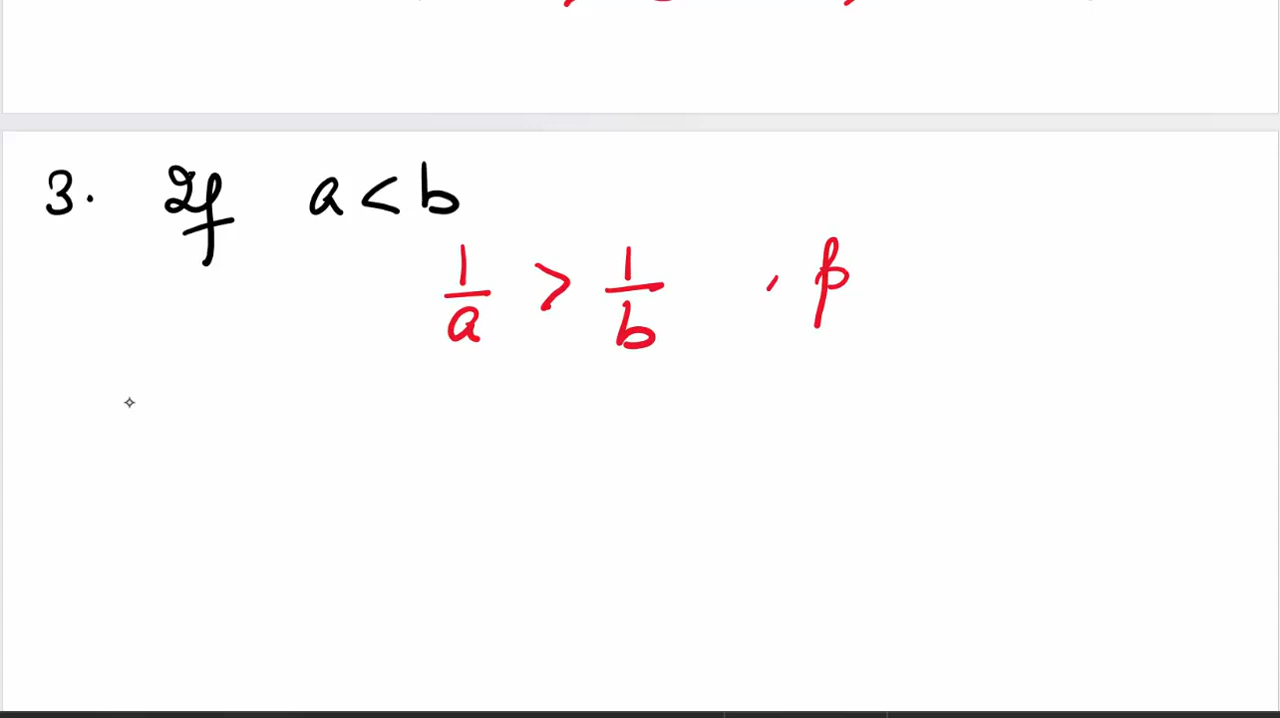 3. If a < b
1/a > 1/b ,